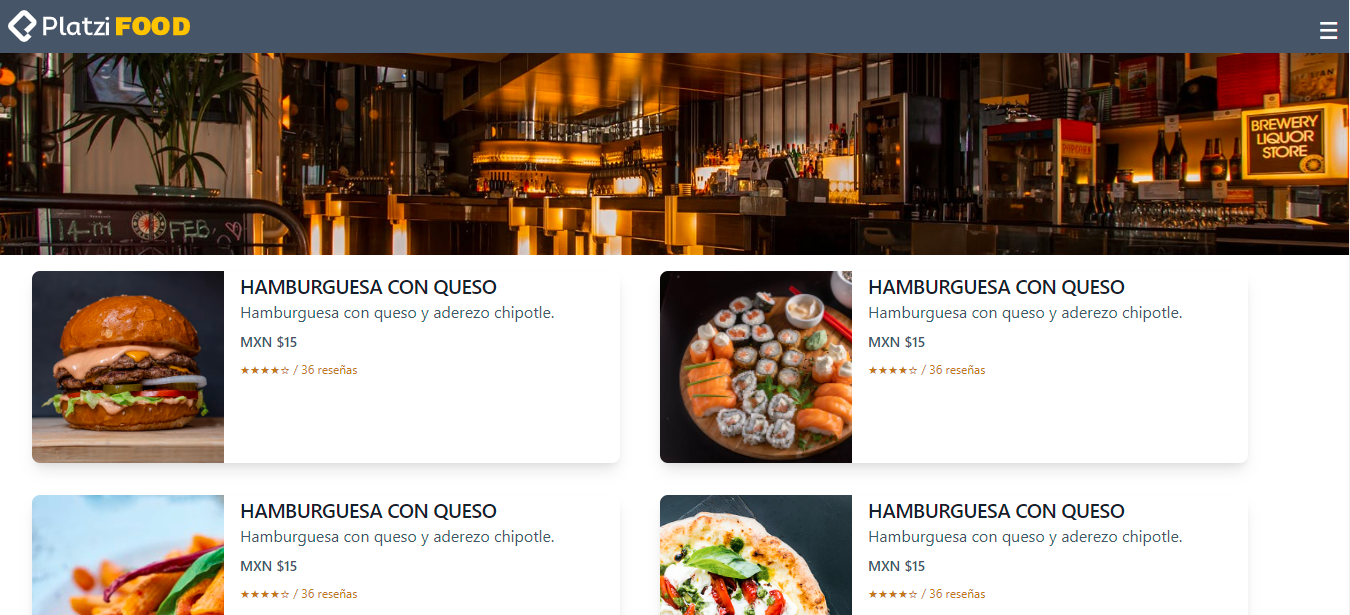 Platzi FOOD
BREWERY
LIQUOR
STORE
POPCORN
14TH FEB.
HAMBURGUESA CON QUESO
Hamburguesa con queso y aderezo chipotle.
MXN $15
★★★★☆ / 36 reseñas
HAMBURGUESA CON QUESO
Hamburguesa con queso y aderezo chipotle.
MXN $15
★★★★☆ / 36 reseñas
HAMBURGUESA CON QUESO
Hamburguesa con queso y aderezo chipotle.
MXN $15
★★★★☆ / 36 reseñas
HAMBURGUESA CON QUESO
Hamburguesa con queso y aderezo chipotle.
MXN $15
★★★★☆ / 36 reseñas